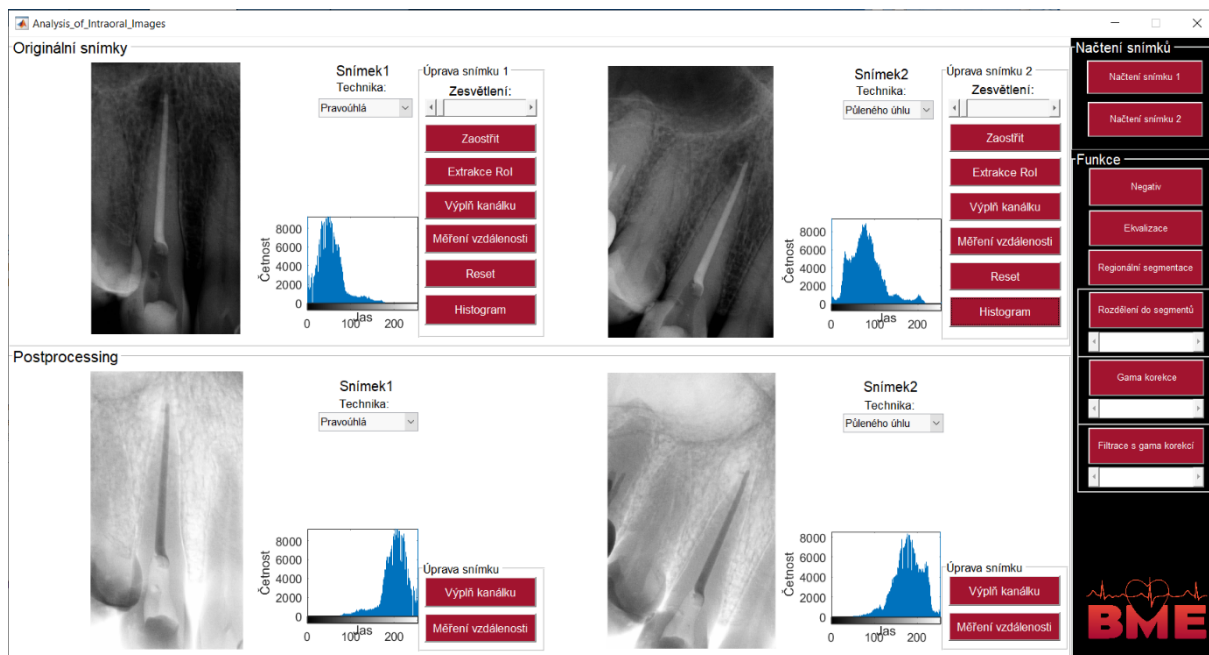 Analysis_of_Intraoral_Images
Originální snímky
Snímek1
Technika:
Pravoúhlá
Četnost
8000
6000
4000
2000
0
0 100 200
Jas
Úprava snímku 1
Zesvětlení:
Zaostřit
Extrakce RoI
Výplň kanálku
Měření vzdálenosti
Reset
Histogram
Snímek2
Technika:
Půleného úhlu
Četnost
8000
6000
4000
2000
0
0 100 200
Jas
Úprava snímku 2
Zesvětlení:
Zaostřit
Extrakce RoI
Výplň kanálku
Měření vzdálenosti
Reset
Histogram
Postprocessing
Snímek1
Technika:
Pravoúhlá
Četnost
8000
6000
4000
2000
0
0 100 200
Jas
Úprava snímku
Výplň kanálku
Měření vzdálenosti
Snímek2
Technika:
Půleného úhlu
Četnost
8000
6000
4000
2000
0
0 100 200
Jas
Úprava snímku
Výplň kanálku
Měření vzdálenosti
Načtení snímků
Načtení snímku 1
Načtení snímku 2
Funkce
Negativ
Ekvalizace
Regionální segmentace
Rozdělení do segmentů
Gama korekce
Filtrace s gama korekcí
BME